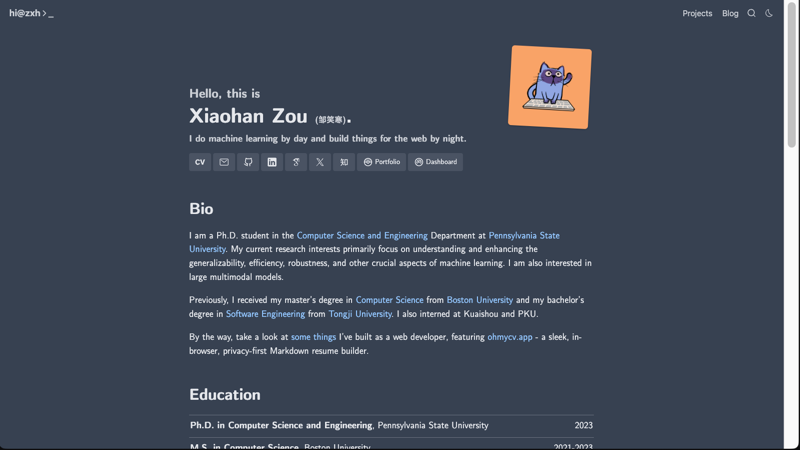 hi@zxh>_
Projects Blog
Hello, this is
Xiaohan Zou (邹笑寒).
I do machine learning by day and build things for the web by night.
CV 知 Portfolio Dashboard
Bio
I am a Ph.D. student in the Computer Science and Engineering Department at Pennsylvania State
University. My current research interests primarily focus on understanding and enhancing the
generalizability, efficiency, robustness, and other crucial aspects of machine learning. I am also interested in
large multimodal models.
Previously, I received my master's degree in Computer Science from Boston University and my bachelor's
degree in Software Engineering from Tongji University. I also interned at Kuaishou and PKU.
By the way, take a look at some things I've built as a web developer, featuring ohmycv.app - a sleek, in-
browser, privacy-first Markdown resume builder.
Education
Ph.D. in Computer Science and Engineering, Pennsylvania State University 2023
M.S. in Computer Science, Boston University 2021-2023